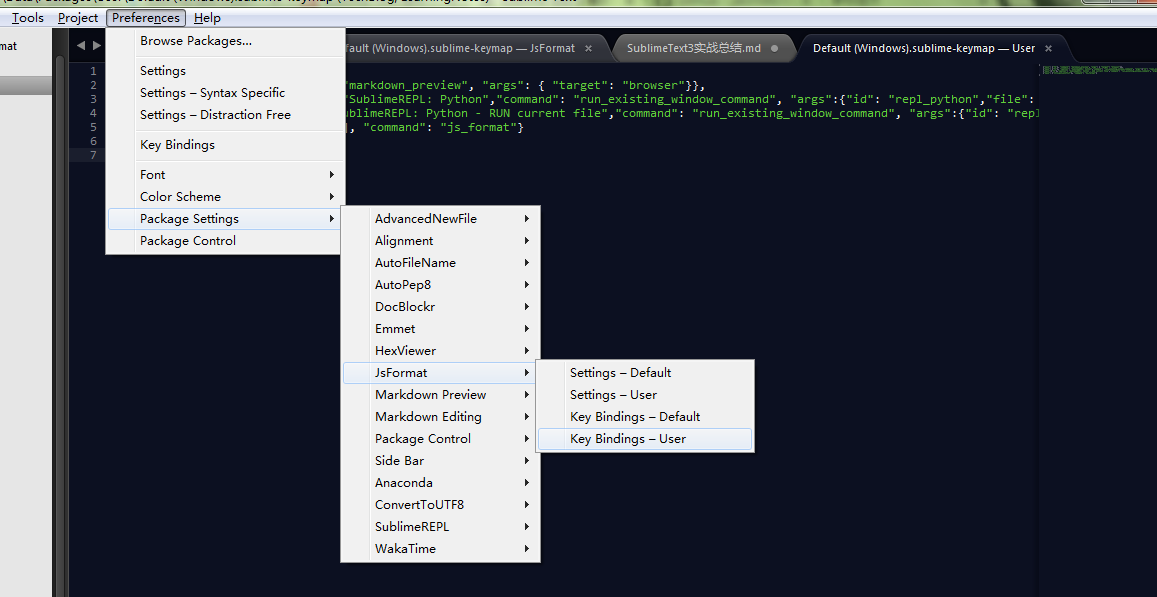 Tools Project Preferences Help
mat
Browse Packages...
Settings
Settings – Syntax Specific
Settings – Distraction Free
Key Bindings
Font
Color Scheme
Package Settings
Package Control
fault (Windows).sublime-keymap — JsFormat ×
SublimeText3实战总结.md
Default (Windows).sublime-keymap — User ×
1
2 "markdown_preview", "args": { "target": "browser"}},
3 "SublimeREPL: Python","command": "run_existing_window_command", "args":{"id": "repl_python","file":
4 ublimeREPL: Python - RUN current file","command": "run_existing_window_command", "args":{"id": "repl
5 ], "command": "js_format"}
6
7
AdvancedNewFile
Alignment
AutoFileName
AutoPep8
DocBlockr
Emmet
HexViewer
JsFormat
Markdown Preview
Markdown Editing
Package Control
Side Bar
Anaconda
ConvertToUTF8
SublimeREPL
WakaTime
Settings – Default
Settings – User
Key Bindings – Default
Key Bindings – User